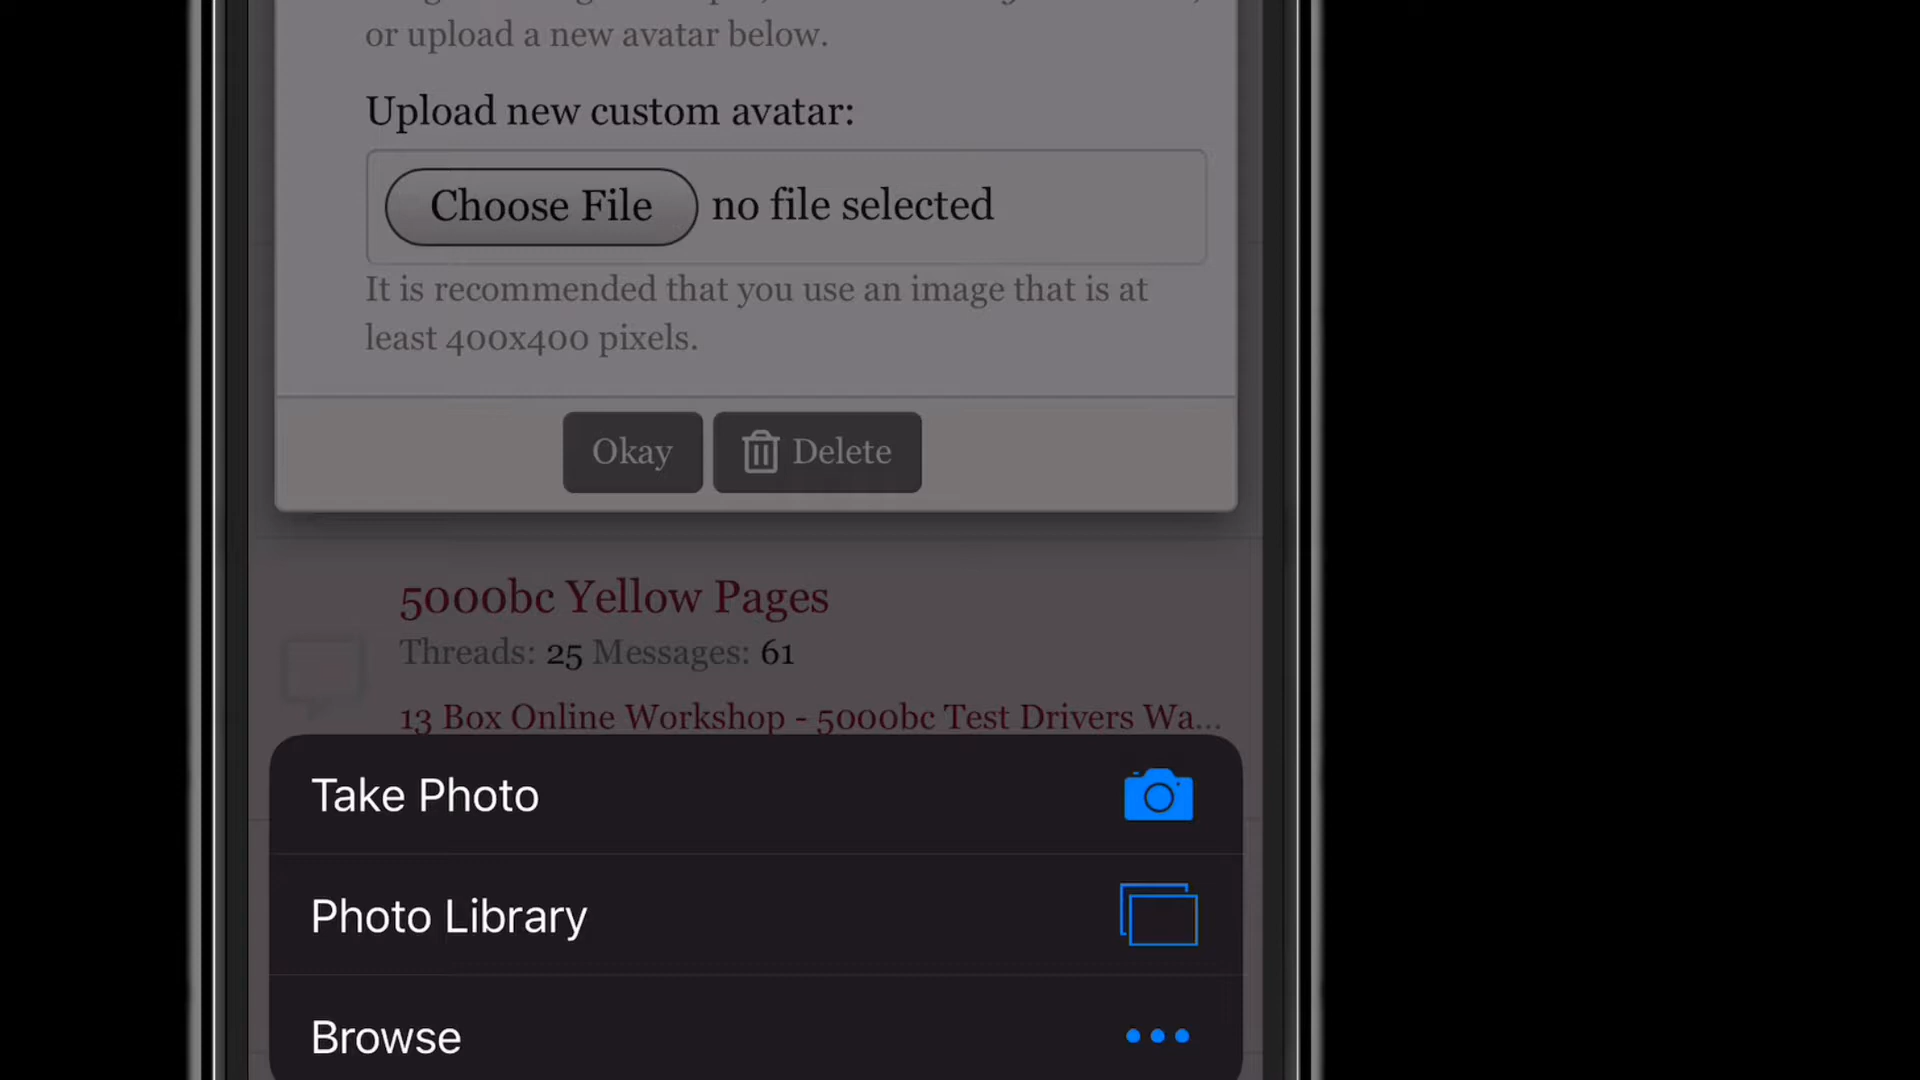 or upload a new avatar below.
Upload new custom avatar:
Choose File no file selected
It is recommended that you use an image that is at
least 400x400 pixels.
Okay Delete
5000bc Yellow Pages
Threads: 25 Messages: 61
13 Box Online Workshop - 5000bc Test Drivers Wa...
Take Photo
Photo Library
Browse